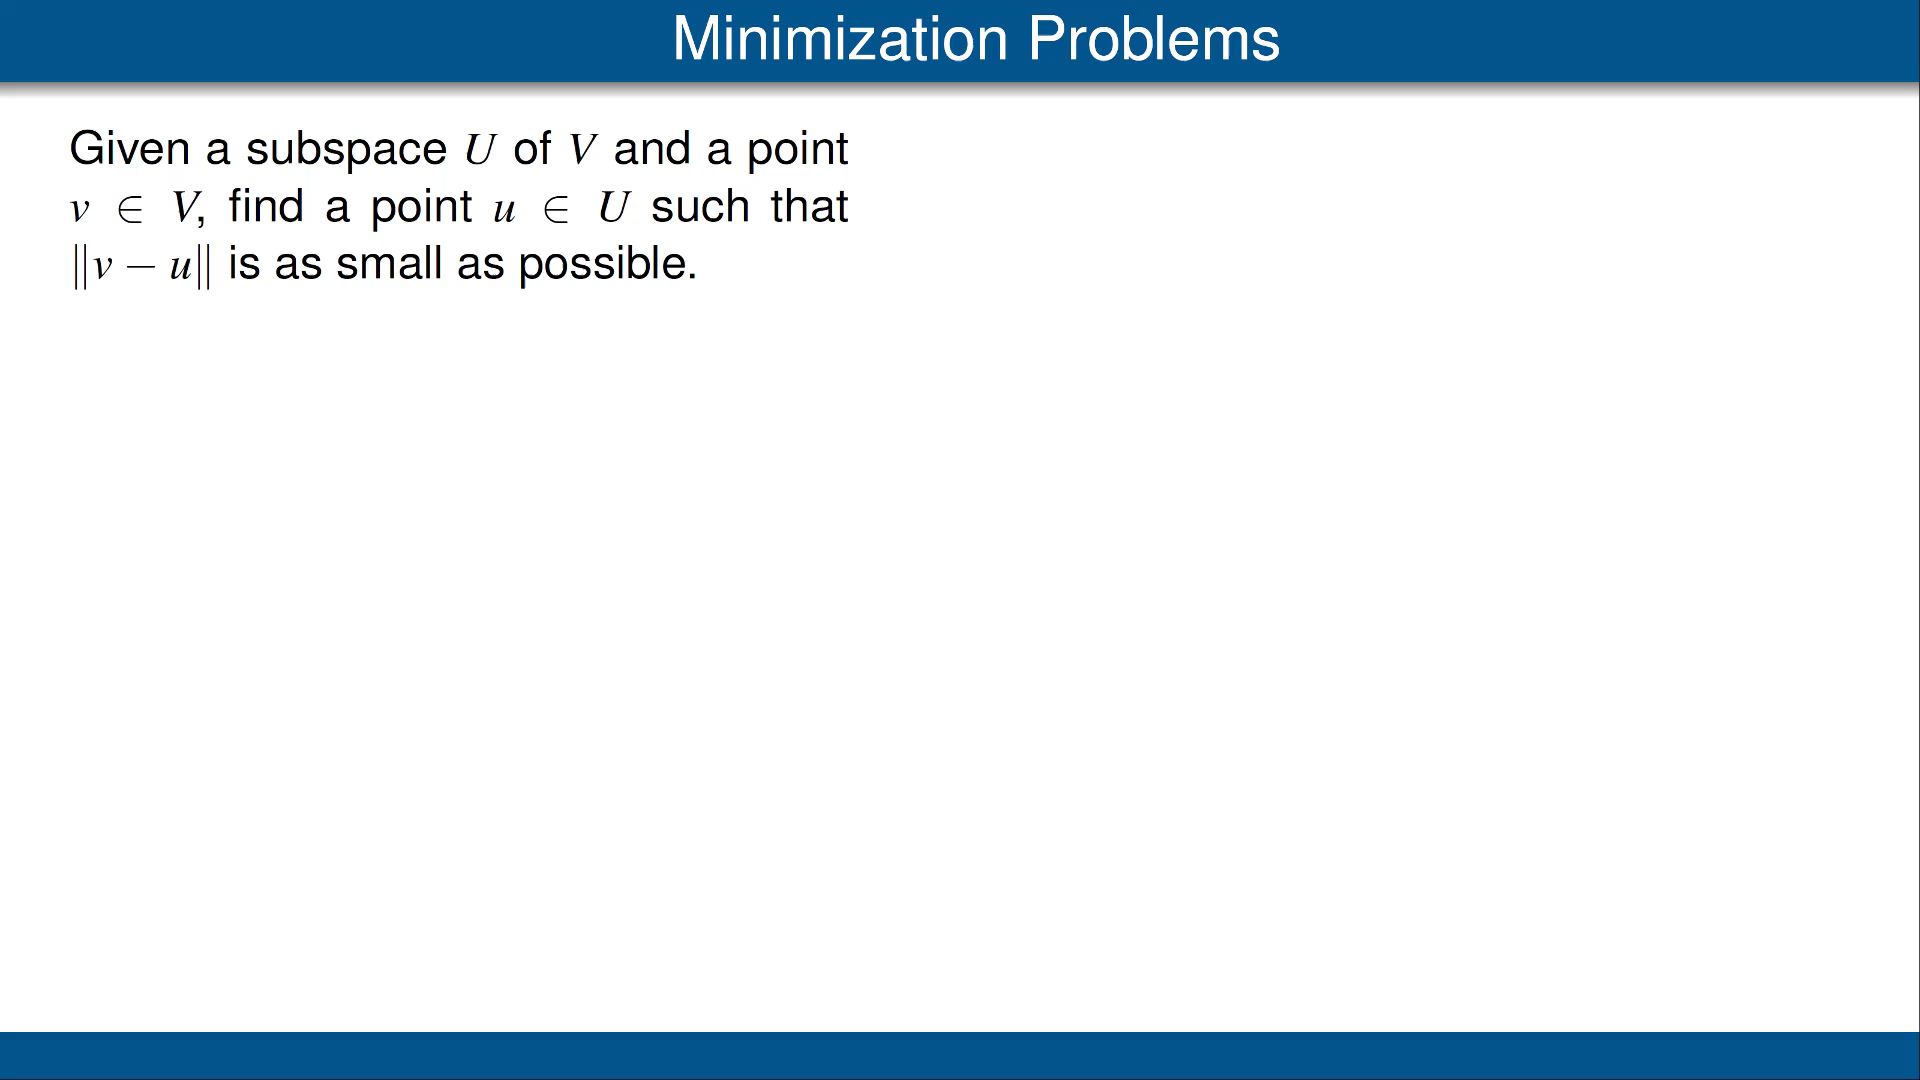 Minimization Problems
Given a subspace U of V and a point
v ∈ V, find a point u ∈ U such that
‖v − u‖ is as small as possible.